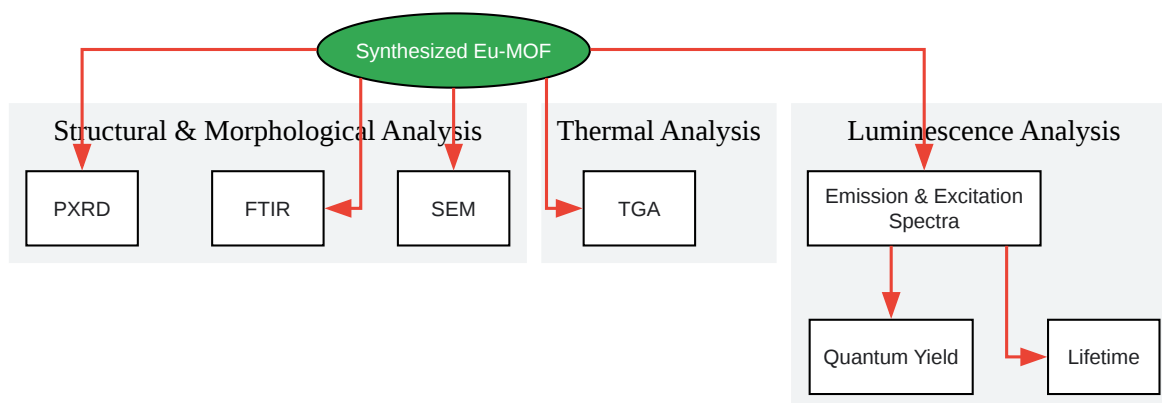 Synthesized Eu-MOF
Structural & Morphological Analysis
Thermal Analysis
Luminescence Analysis
PXRD
FTIR
SEM
TGA
Emission & Excitation
Spectra
Quantum Yield
Lifetime